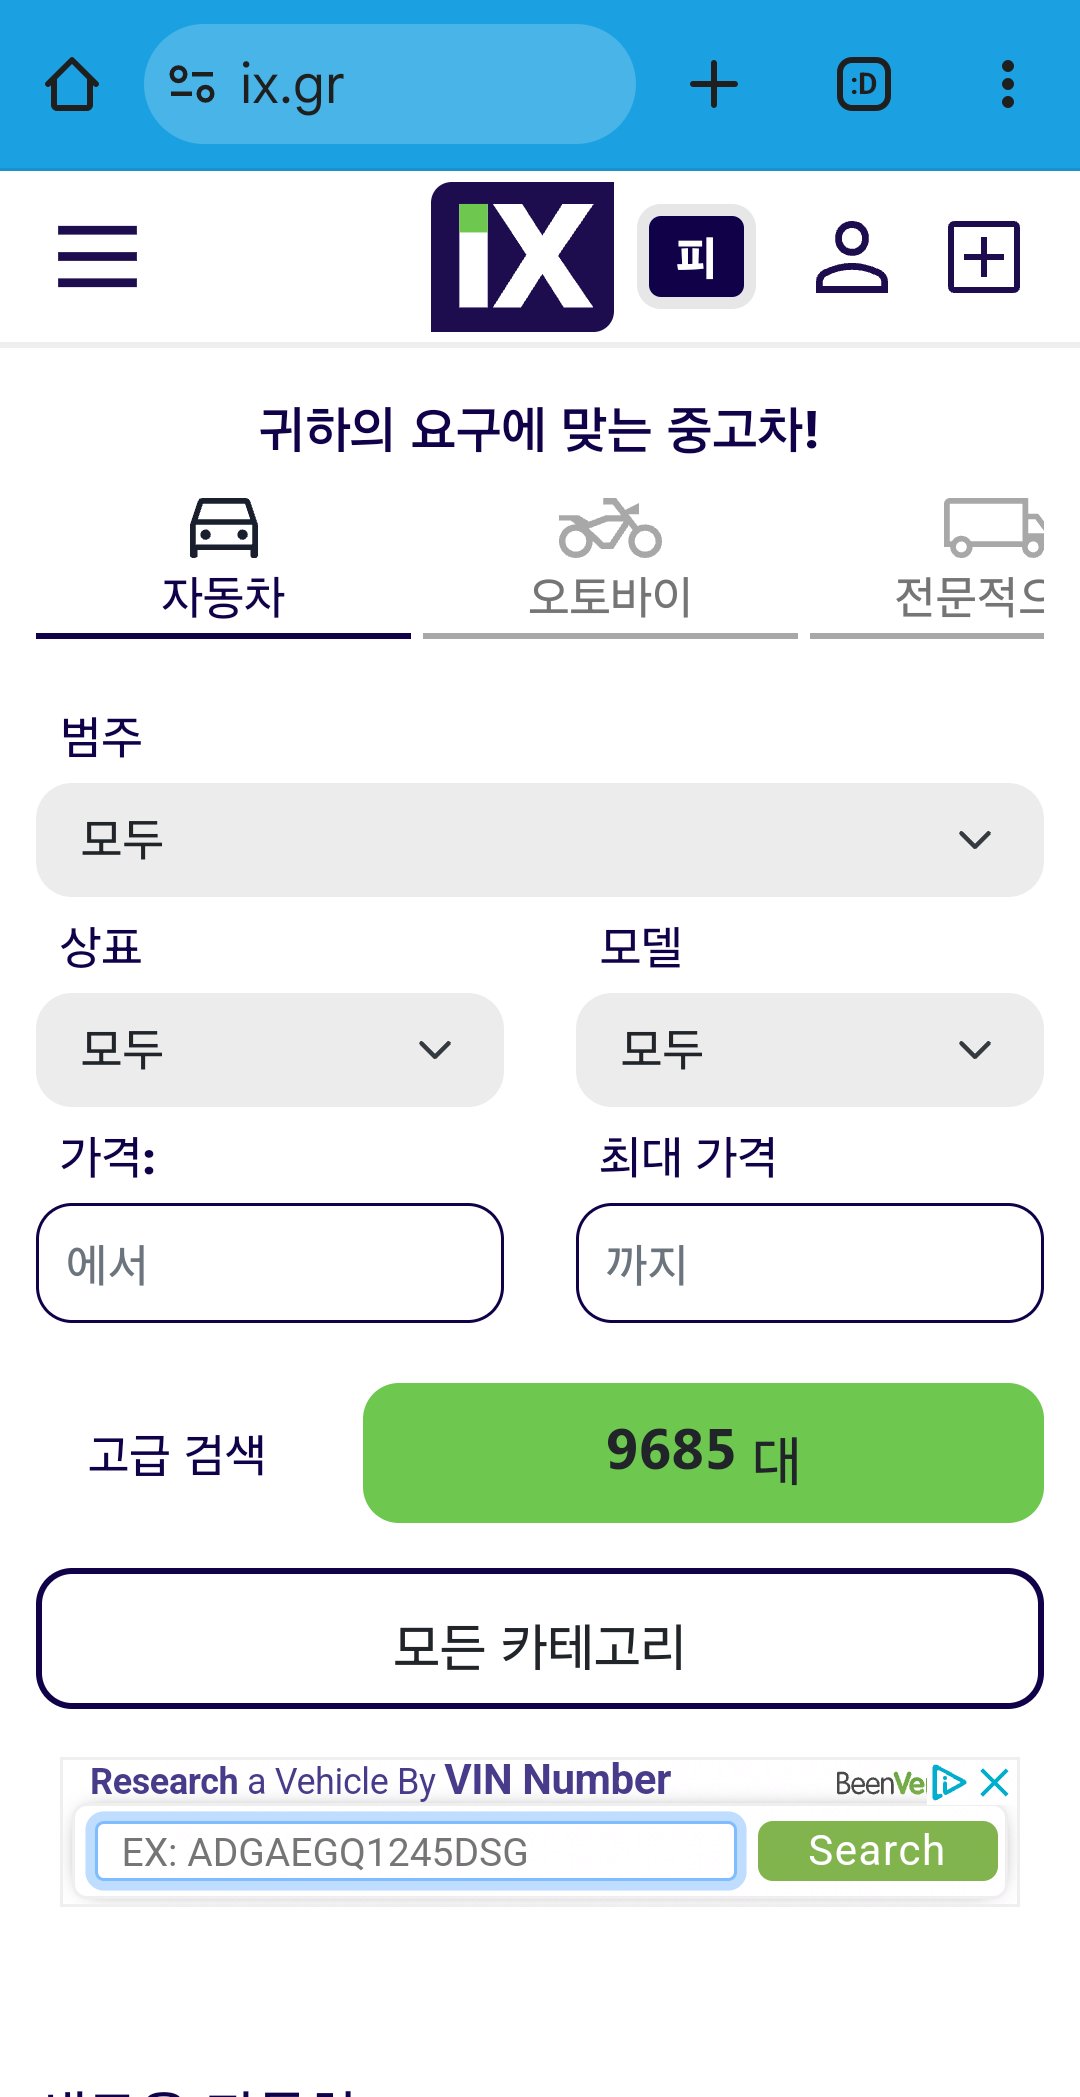 ix.gr
:D
iX
피
귀하의 요구에 맞는 중고차!
자동차
오토바이
전문적으
범주
모두
상표
모델
모두
모두
가격:
최대 가격
에서
까지
고급 검색
9685 대
모든 카테고리
Research a Vehicle By VIN Number
BeenVe
EX: ADGAEGQ1245DSG
Search